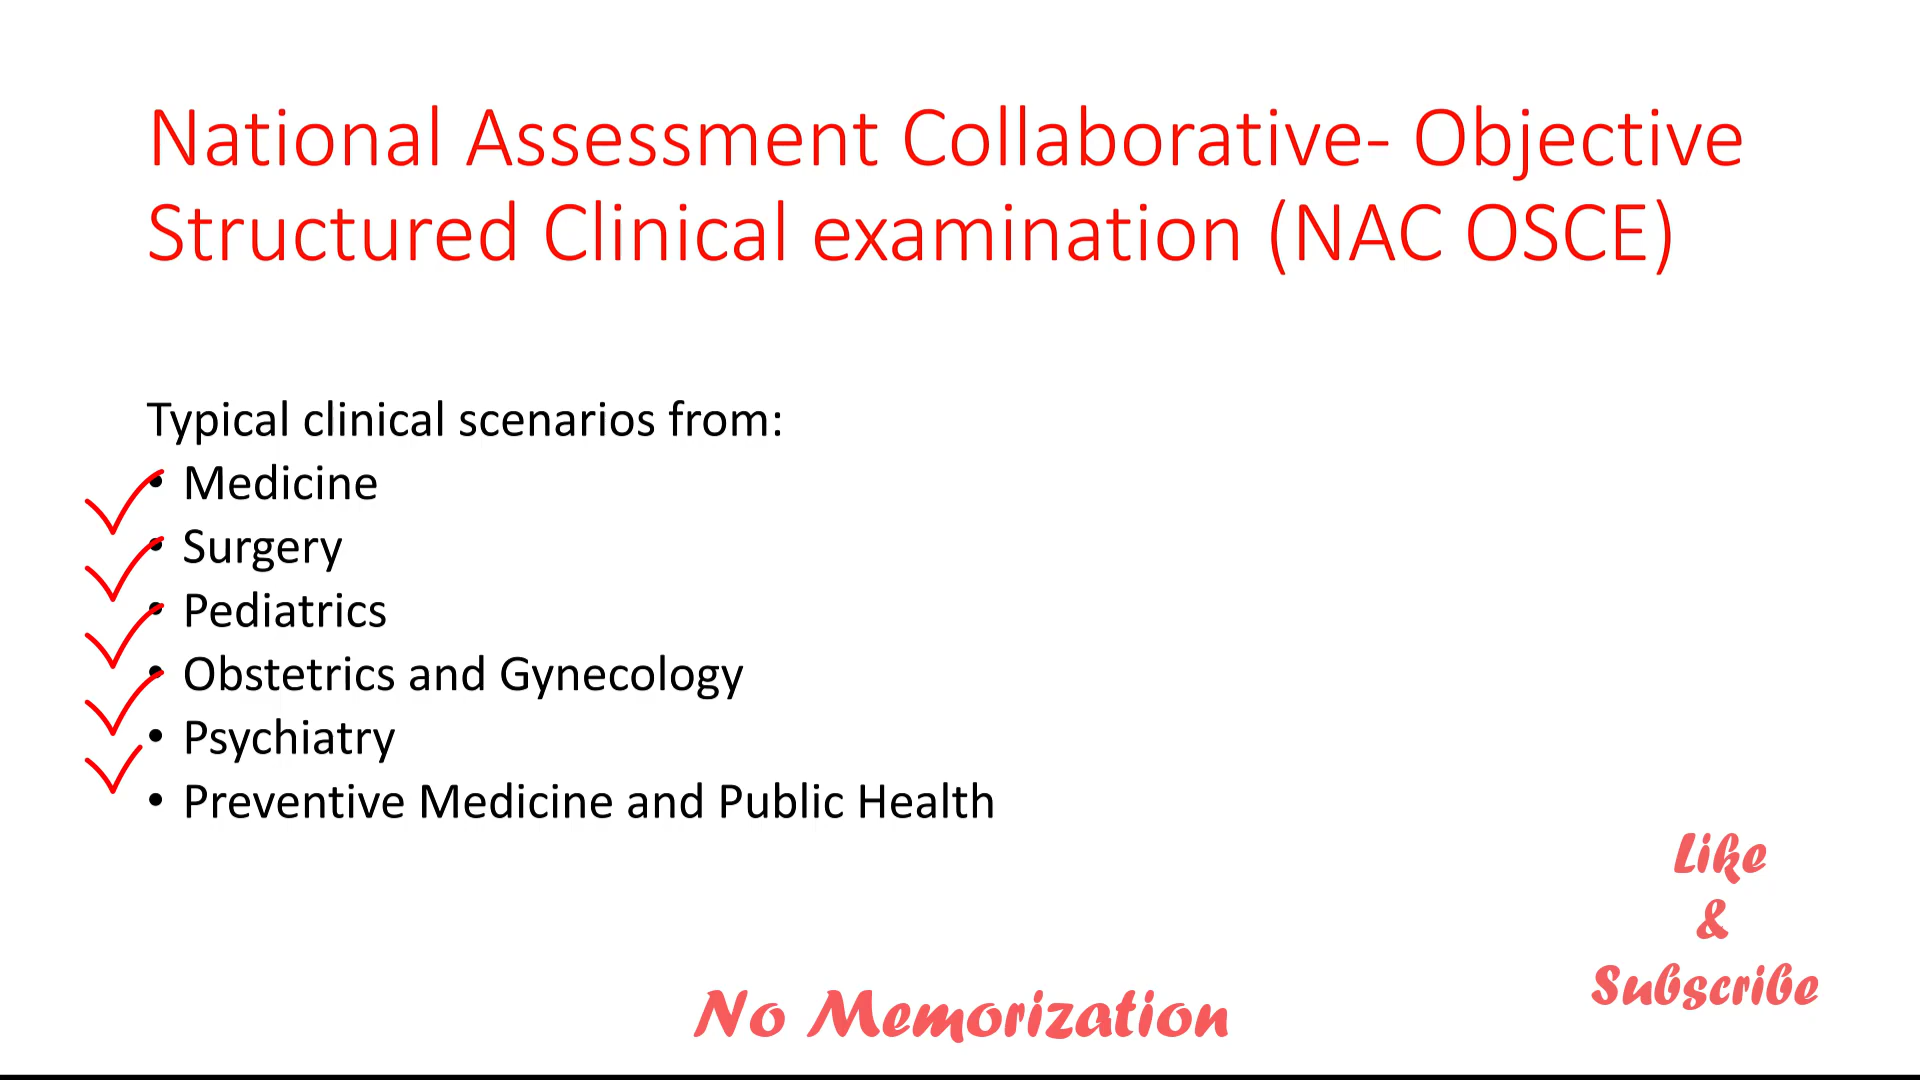 National Assessment Collaborative- Objective
Structured Clinical examination (NAC OSCE)
Typical clinical scenarios from:
• Medicine
• Surgery
• Pediatrics
• Obstetrics and Gynecology
• Psychiatry
• Preventive Medicine and Public Health
Like
&
Subscribe
No Memorization